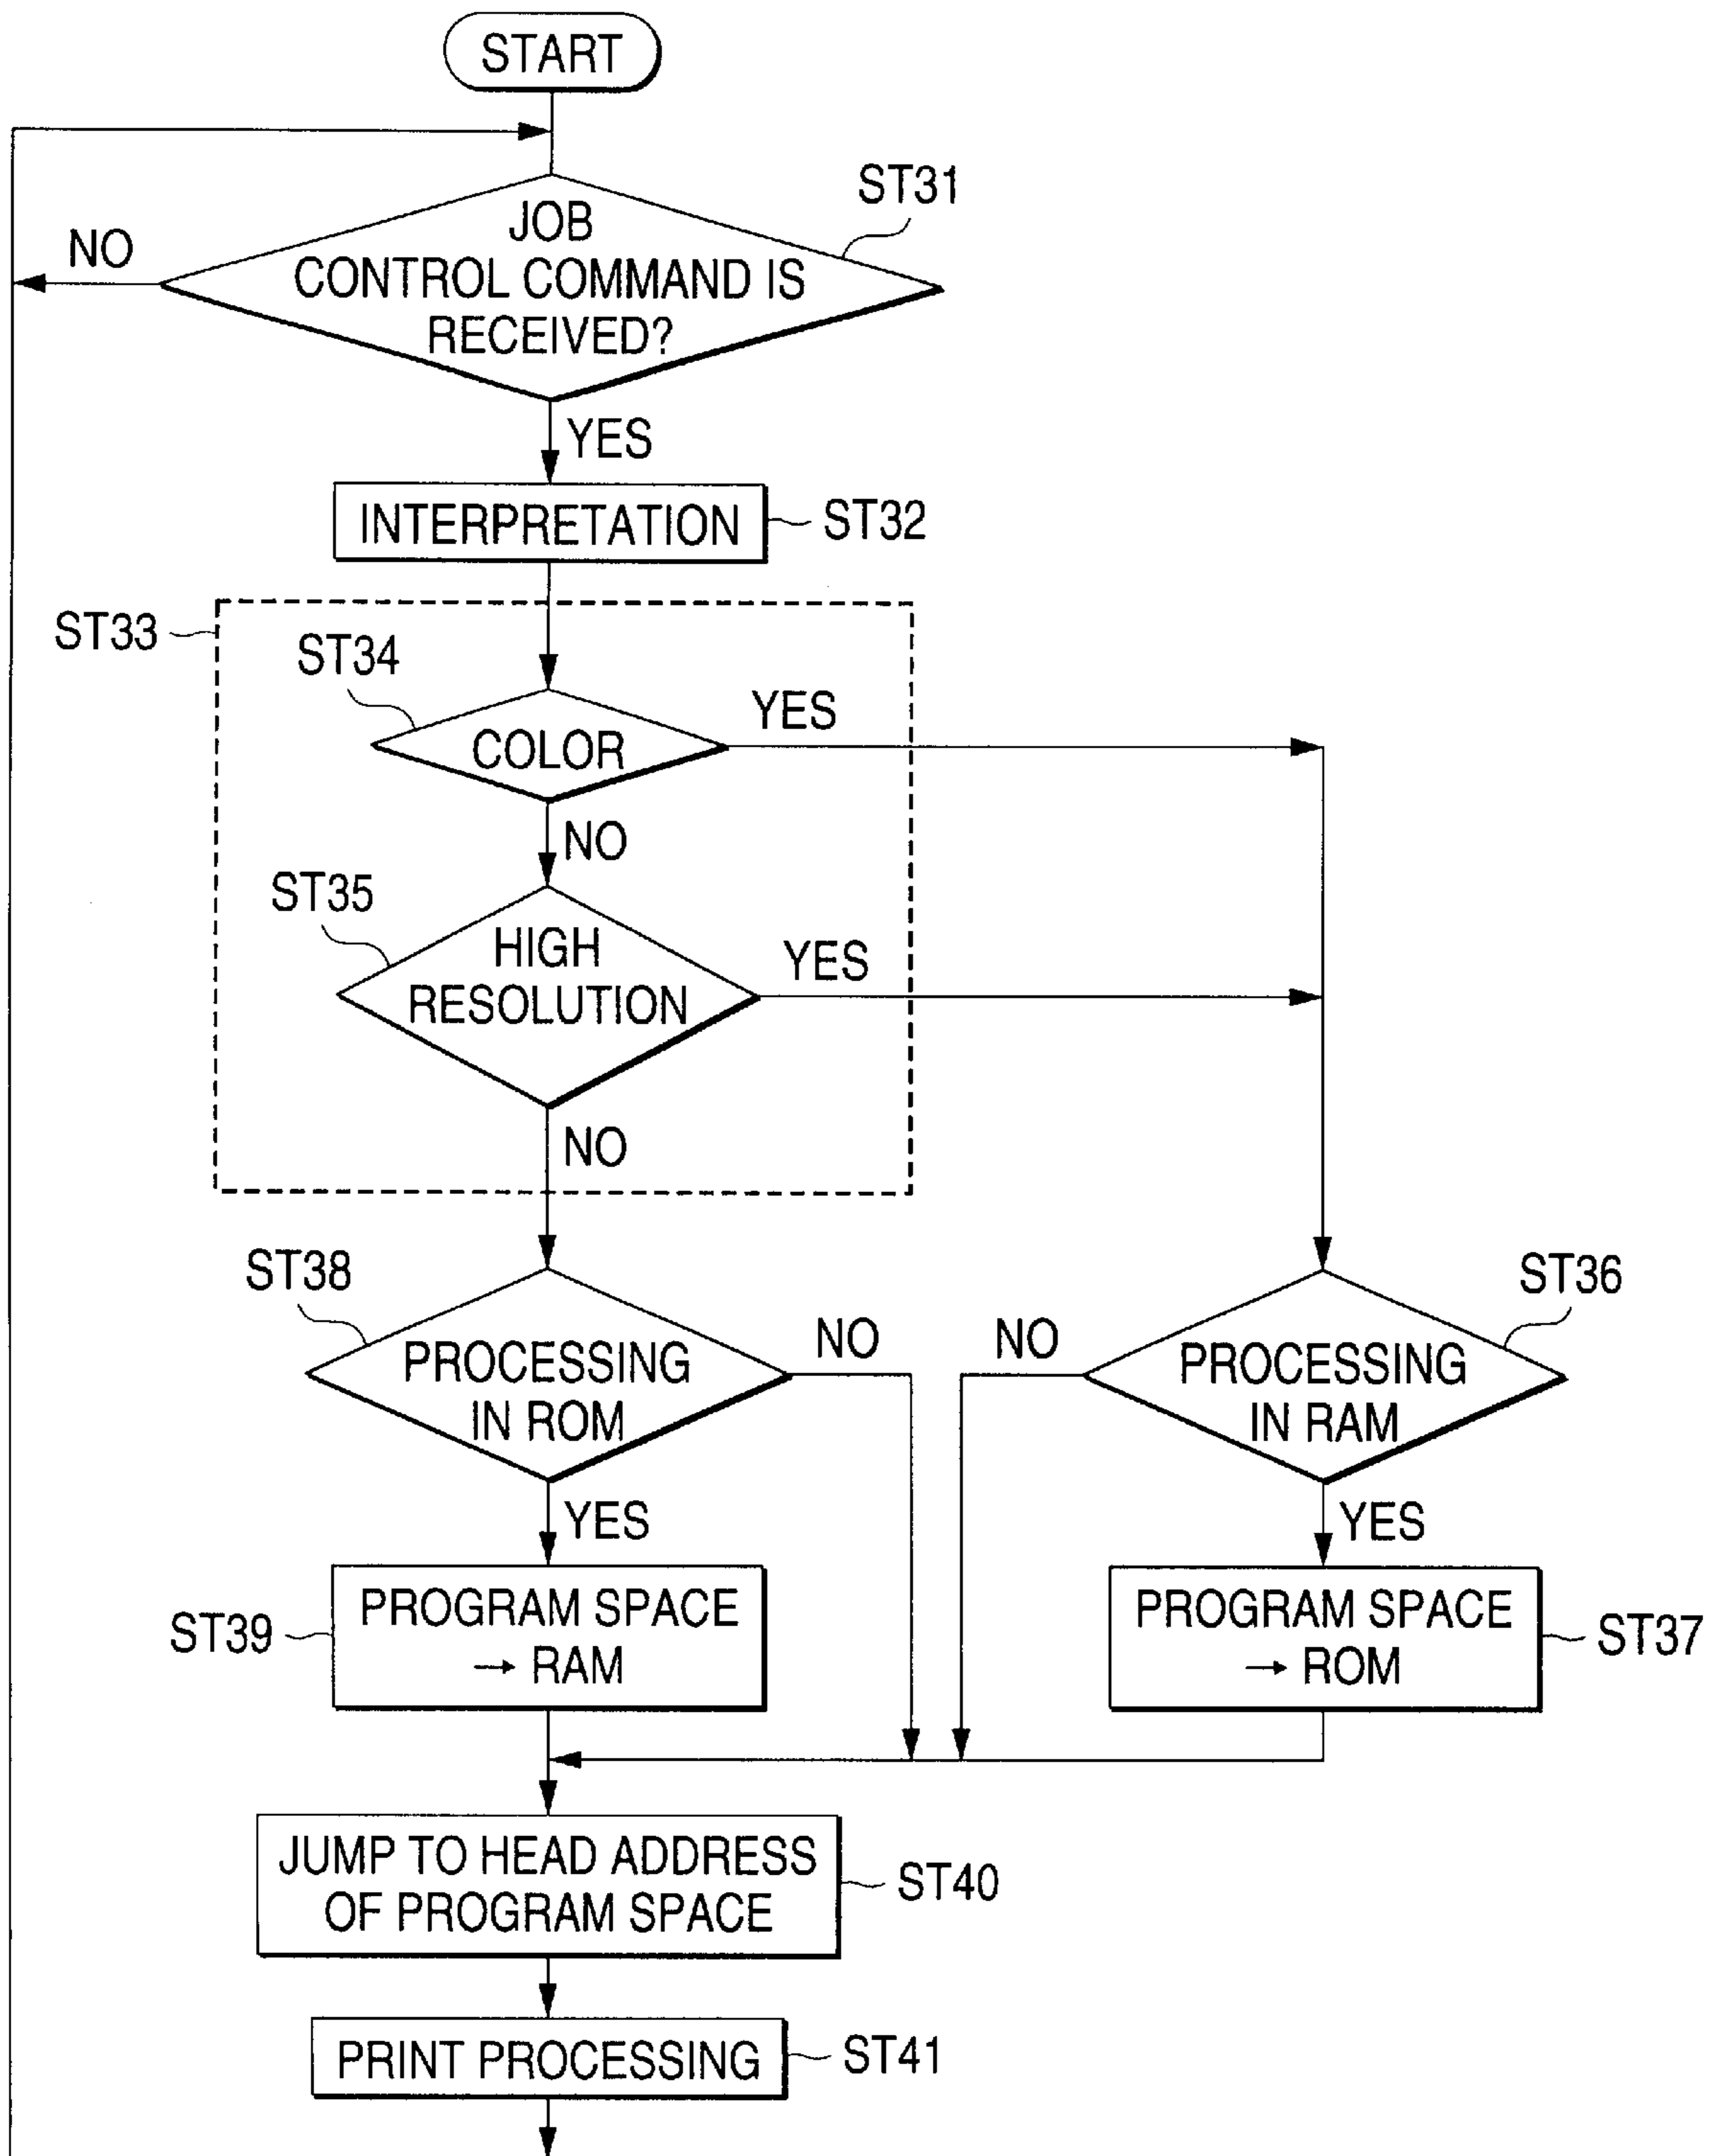 START
ST31
JOB
CONTROL COMMAND IS
RECEIVED?
NO
YES
INTERPRETATION
ST32
ST33
ST34
COLOR
YES
NO
ST35
HIGH
RESOLUTION
YES
NO
ST38
PROCESSING
IN ROM
NO
YES
NO
ST36
PROCESSING
IN RAM
YES
ST39
PROGRAM SPACE
→ RAM
PROGRAM SPACE
→ ROM
ST37
JUMP TO HEAD ADDRESS
OF PROGRAM SPACE
ST40
PRINT PROCESSING
ST41